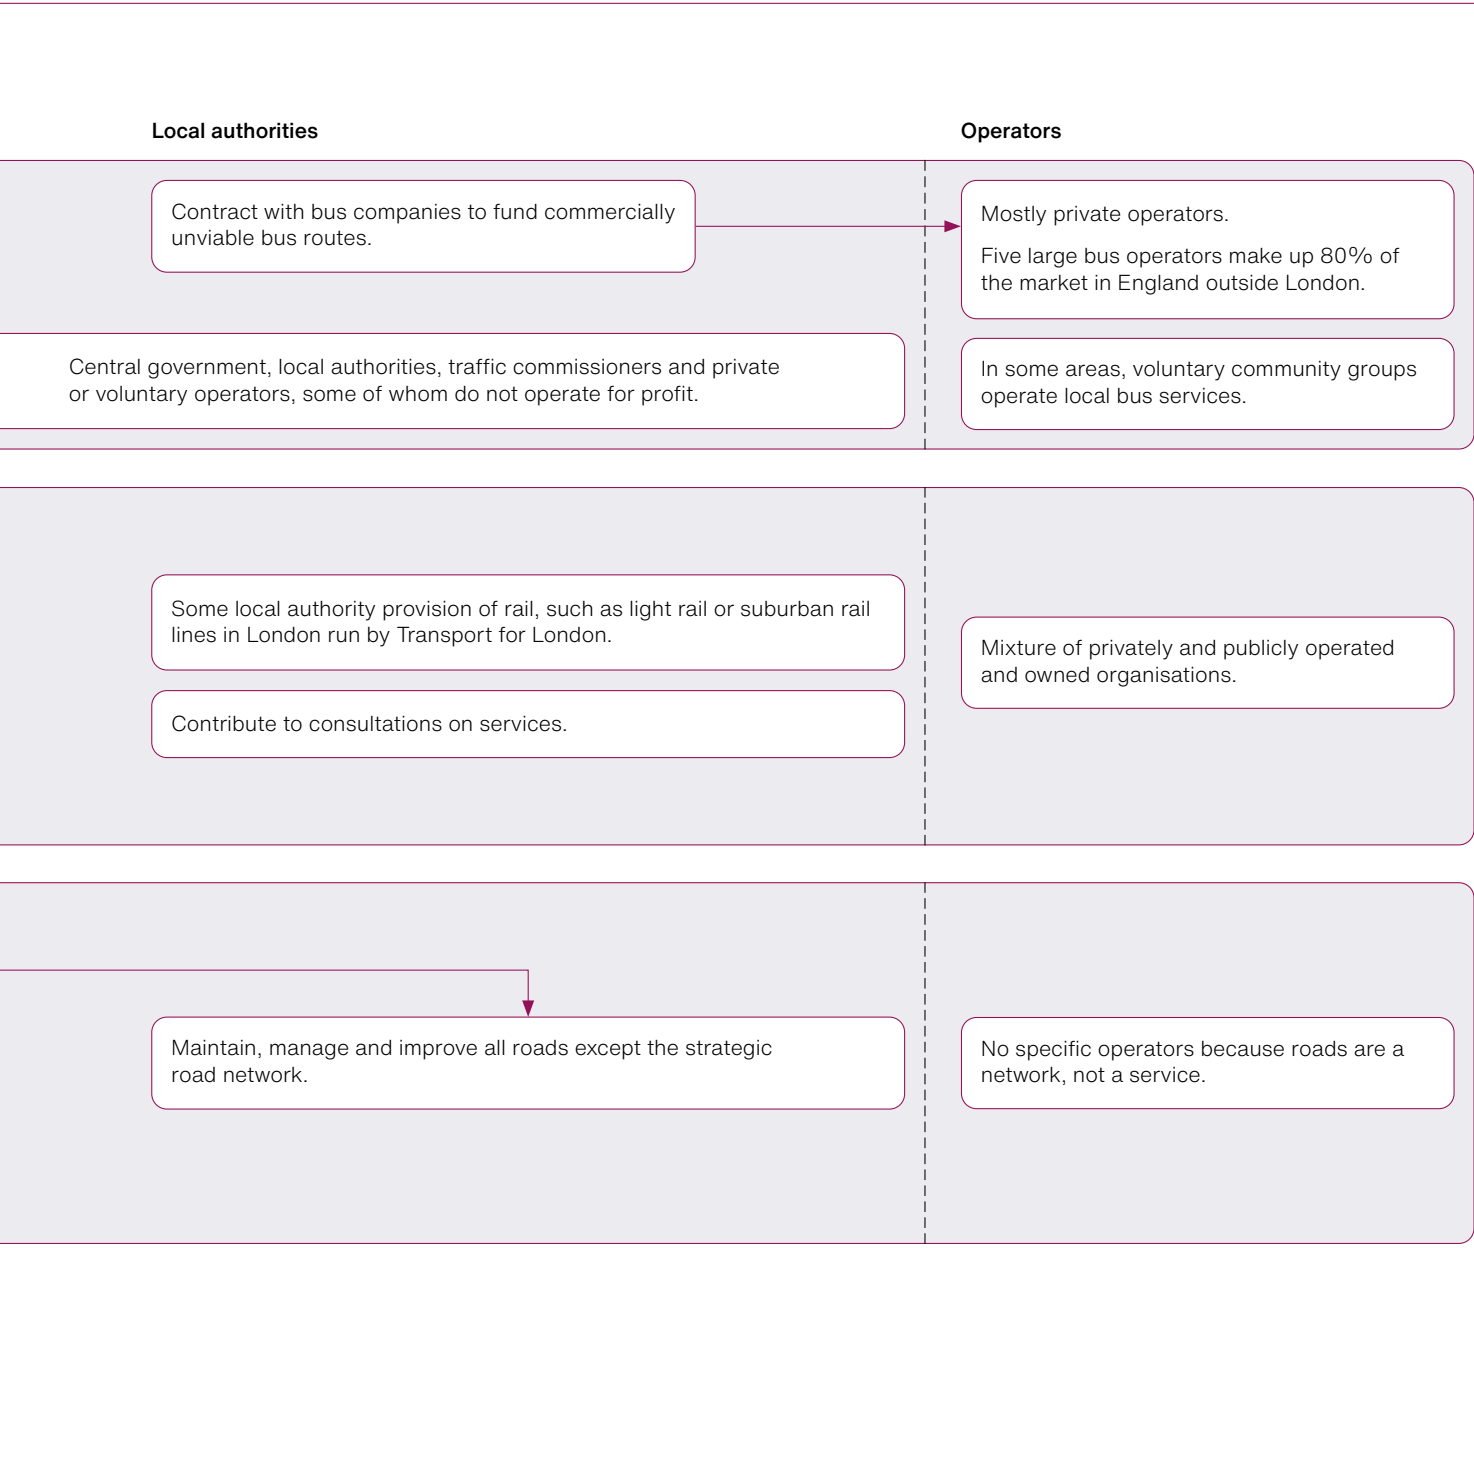 Local authorities
Operators
Contract with bus companies to fund commercially
unviable bus routes.
Mostly private operators.
Five large bus operators make up 80% of
the market in England outside London.
Central government, local authorities, traffic commissioners and private
or voluntary operators, some of whom do not operate for profit.
In some areas, voluntary community groups
operate local bus services.
Some local authority provision of rail, such as light rail or suburban rail
lines in London run by Transport for London.
Contribute to consultations on services.
Mixture of privately and publicly operated
and owned organisations.
Maintain, manage and improve all roads except the strategic
road network.
No specific operators because roads are a
network, not a service.